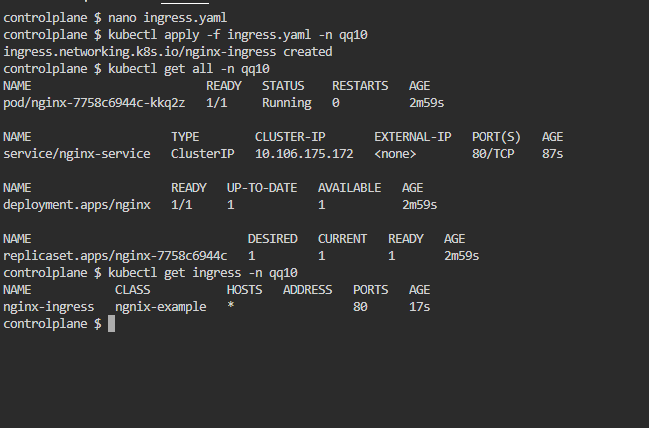 controlplane $ nano ingress.yaml
controlplane $ kubectl apply -f ingress.yaml -n qq10
ingress.networking.k8s.io/nginx-ingress created
controlplane $ kubectl get all -n qq10
NAME READY STATUS RESTARTS AGE
pod/nginx-7758c6944c-kkq2z 1/1 Running 0 2m59s
NAME TYPE CLUSTER-IP EXTERNAL-IP PORT(S) AGE
service/nginx-service ClusterIP 10.106.175.172 <none> 80/TCP 87s
NAME READY UP-TO-DATE AVAILABLE AGE
deployment.apps/nginx 1/1 1 1 2m59s
NAME DESIRED CURRENT READY AGE
replicaset.apps/nginx-7758c6944c 1 1 1 2m59s
controlplane $ kubectl get ingress -n qq10
NAME CLASS HOSTS ADDRESS PORTS AGE
nginx-ingress ngnix-example * 80 17s
controlplane $